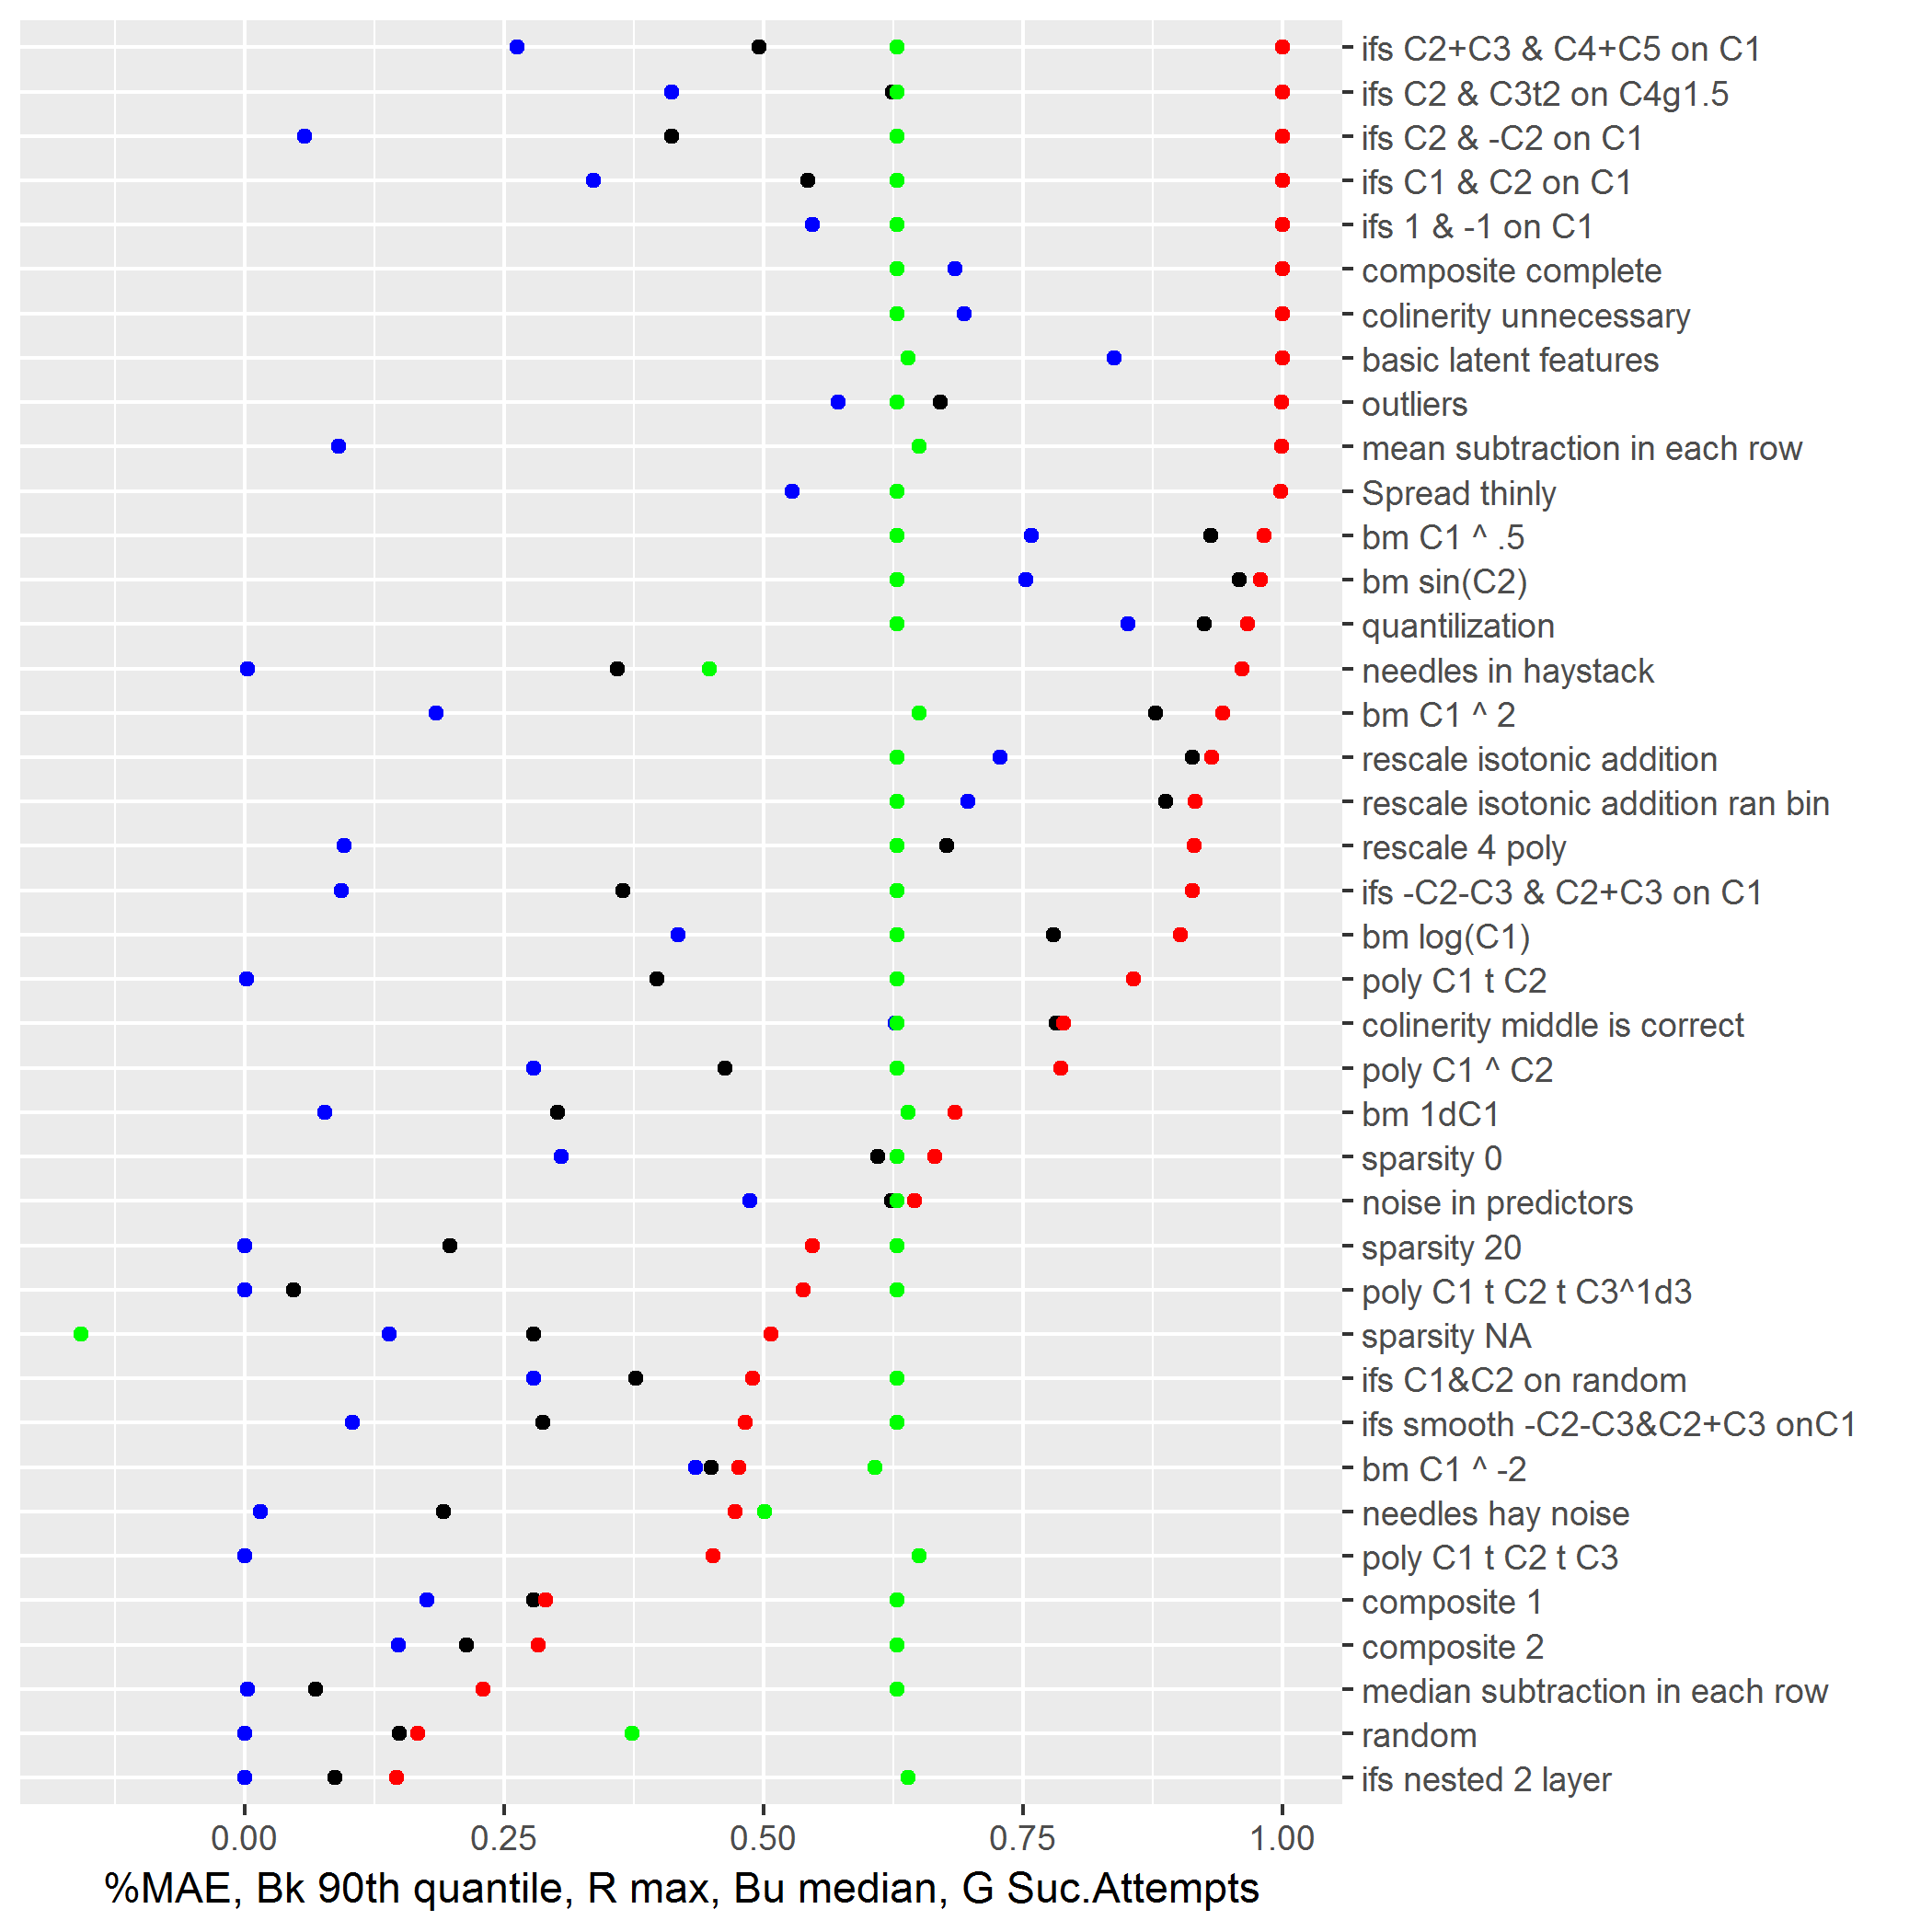 ifs C2+C3 & C4+C5 on C1
ifs C2 & C3t2 on C4g1.5
ifs C2 & -C2 on C1
ifs C1 & C2 on C1
ifs 1 & -1 on C1
composite complete
colinerity unnecessary
basic latent features
outliers
mean subtraction in each row
Spread thinly
bm C1 ^ .5
bm sin(C2)
quantilization
needles in haystack
bm C1 ^ 2
rescale isotonic addition
rescale isotonic addition ran bin
rescale 4 poly
ifs -C2-C3 & C2+C3 on C1
bm log(C1)
poly C1 t C2
colinerity middle is correct
poly C1 ^ C2
bm 1dC1
sparsity 0
noise in predictors
sparsity 20
poly C1 t C2 t C3^1d3
sparsity NA
ifs C1&C2 on random
ifs smooth -C2-C3&C2+C3 onC1
bm C1 ^ -2
needles hay noise
poly C1 t C2 t C3
composite 1
composite 2
median subtraction in each row
random
ifs nested 2 layer
0.00 0.25 0.50 0.75 1.00
%MAE, Bk 90th quantile, R max, Bu median, G Suc.Attempts